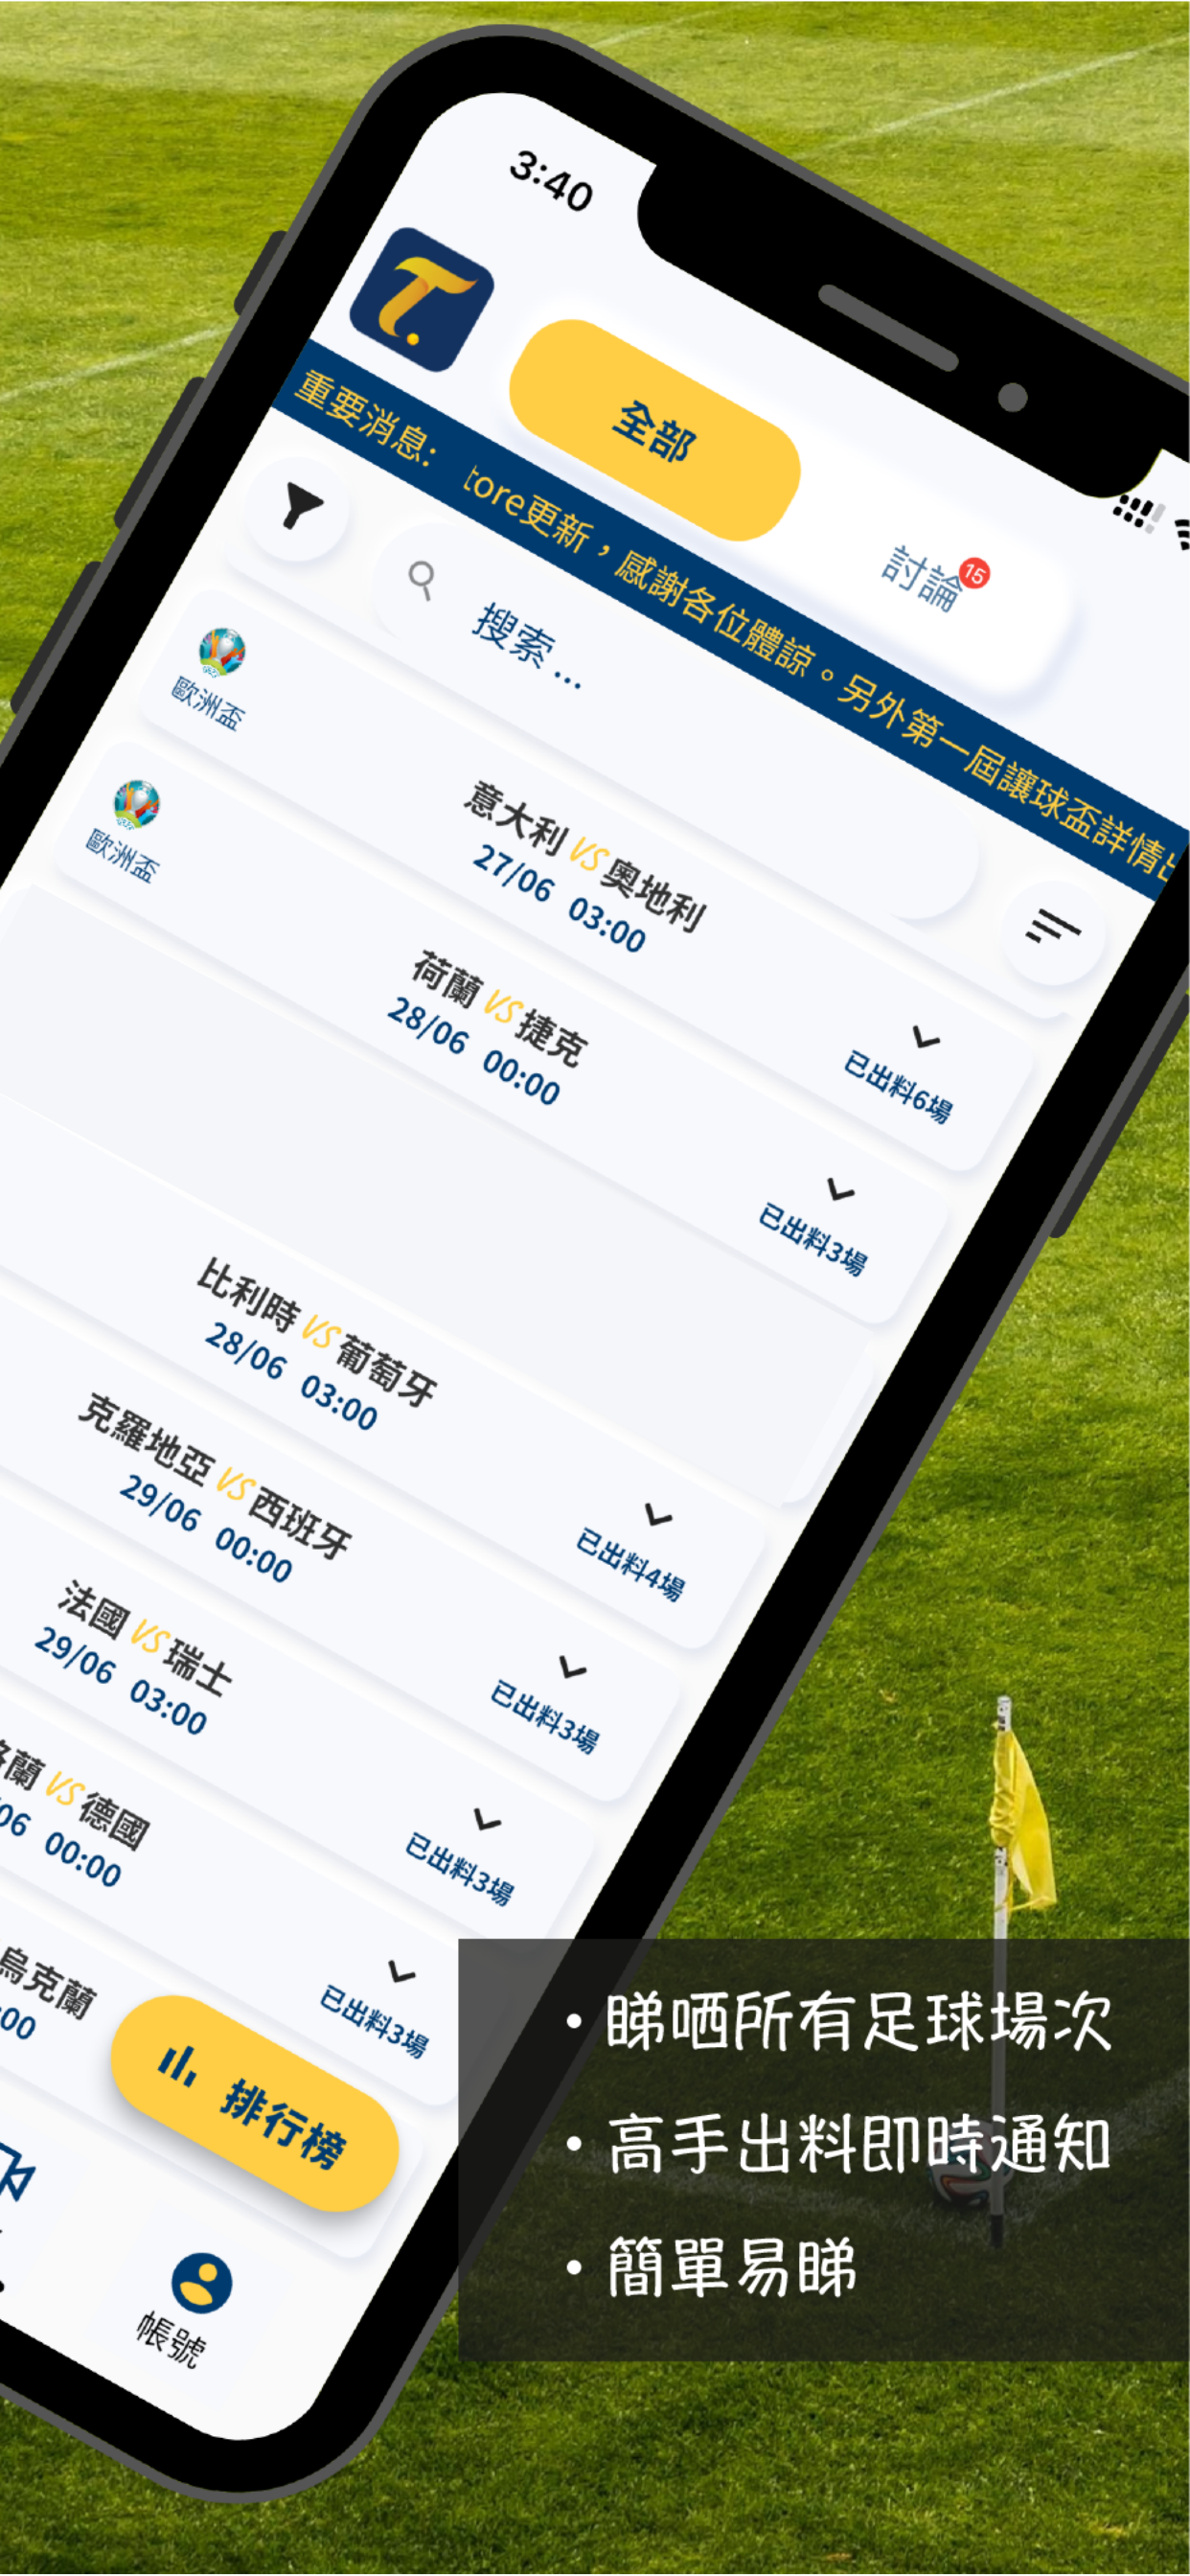 3:40
全部
討論
15
重要消息: tore更新，感謝各位體諒。另外第一屆讓球盃詳情
搜索...
歐洲盃
意大利 VS 奧地利
27/06 03:00
已出料6場
歐洲盃
荷蘭 VS 捷克
28/06 00:00
已出料3場
比利時 VS 葡萄牙
28/06 03:00
已出料4場
克羅地亞 VS 西班牙
29/06 00:00
已出料3場
法國 VS 瑞士
29/06 03:00
已出料3場
蘭 VS 德國
06 00:00
已出料3場
烏克蘭
:00
排行榜
帳號
• 睇哂所有足球場次
• 高手出料即時通知
• 簡單易睇